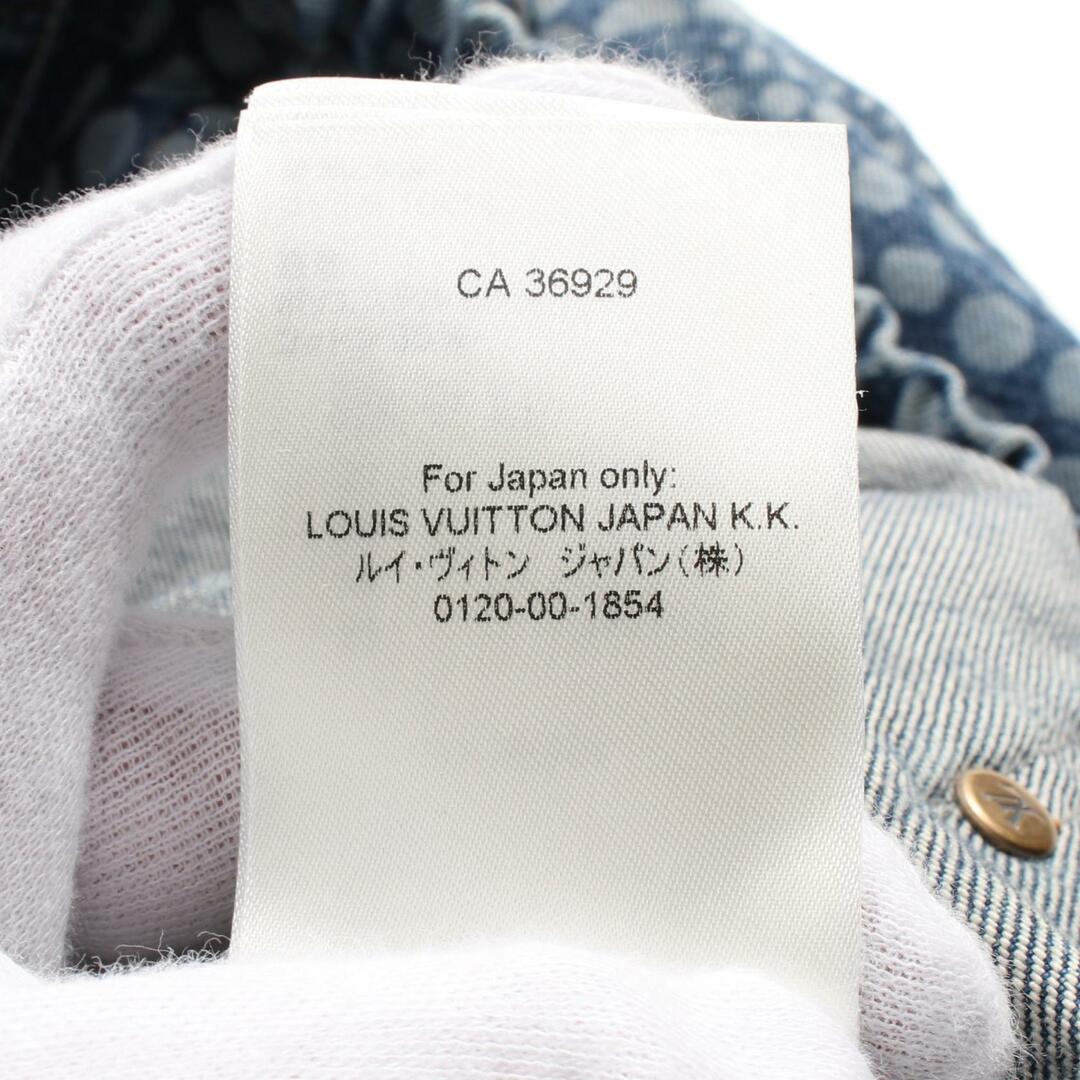 CA 36929
For Japan only:
LOUIS VUITTON JAPAN K.K.
ルイ・ヴィトン ジャパン(株)
0120-00-1854